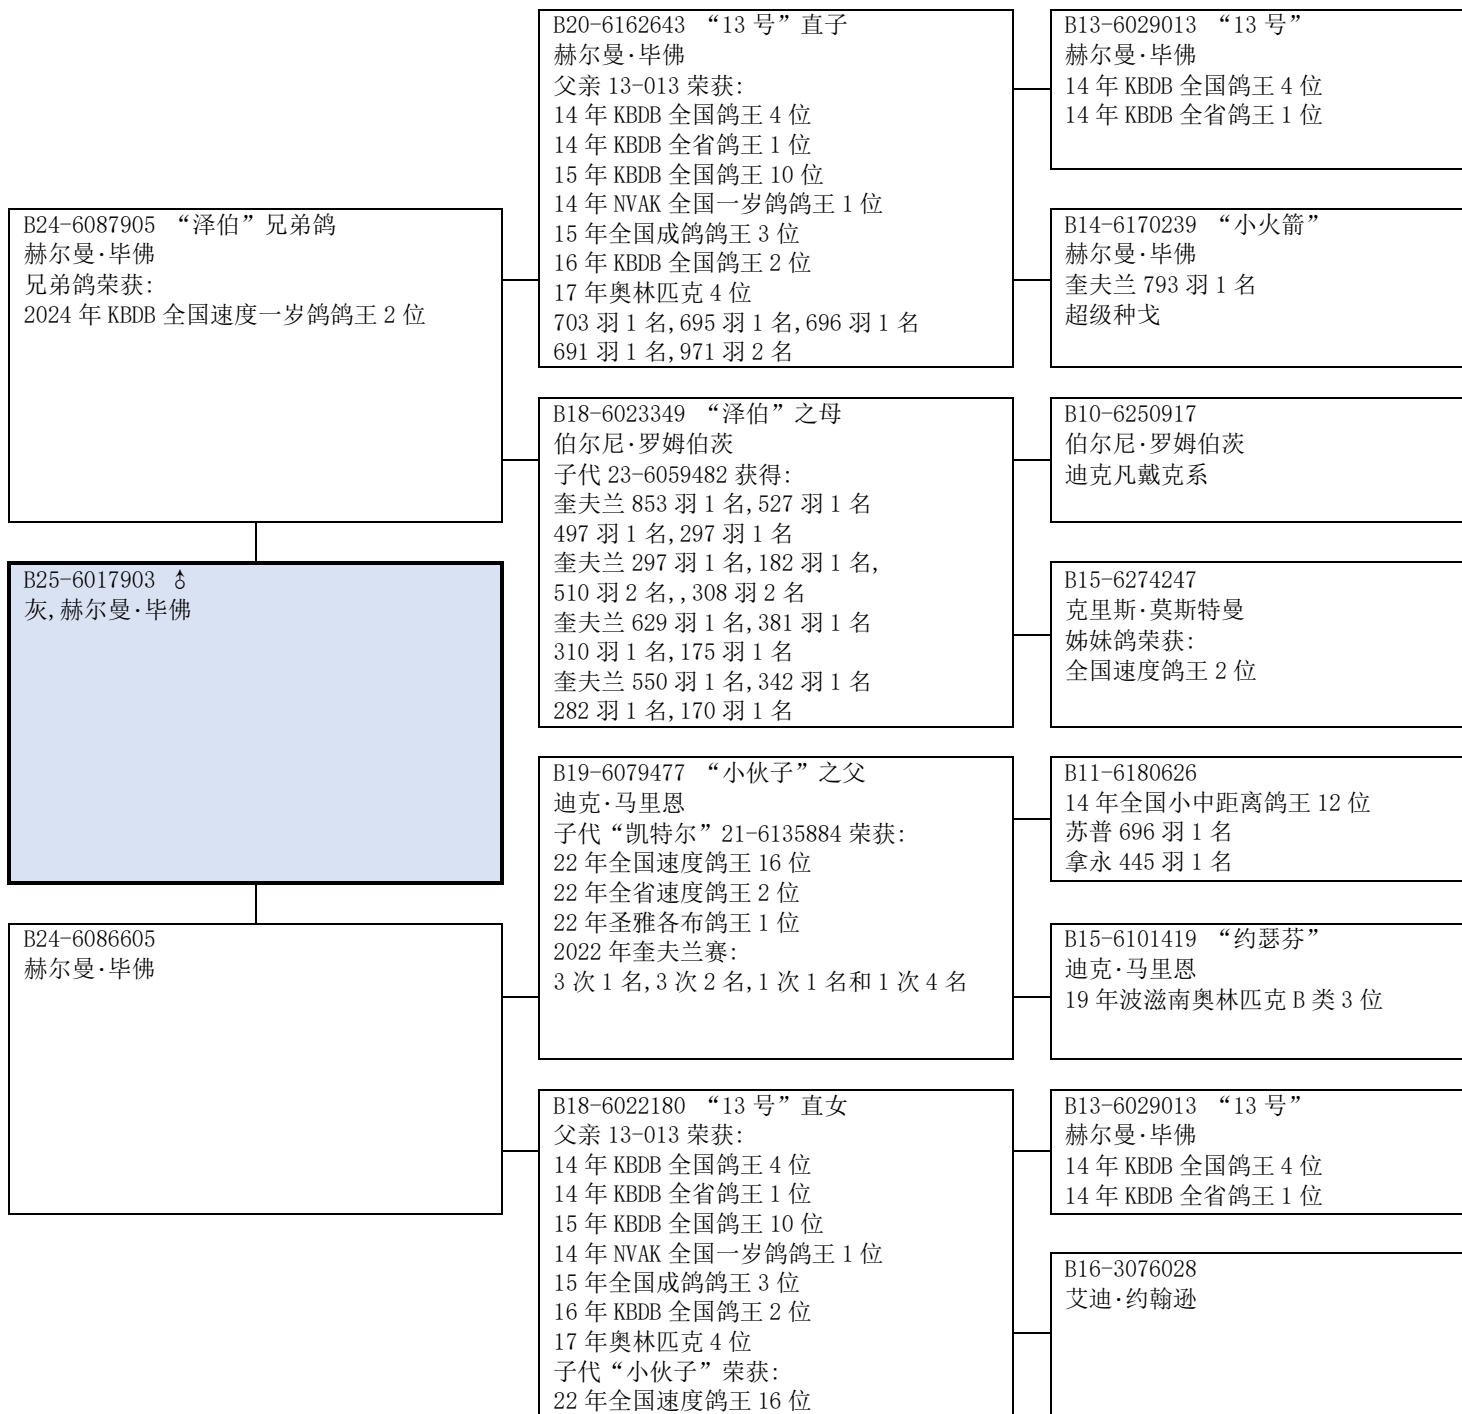 B24-6087905 “泽伯”兄弟鸽
赫尔曼·毕佛
兄弟鸽荣获:
2024 年 KBDB 全国速度一岁鸽鸽王 2 位
B25-6017903 ♂
灰,赫尔曼·毕佛
B24-6086605
赫尔曼·毕佛
B20-6162643 “13 号”直子
赫尔曼·毕佛
父亲 13-013 荣获:
14 年 KBDB 全国鸽王 4 位
14 年 KBDB 全省鸽王 1 位
15 年 KBDB 全国鸽王 10 位
14 年 NVAK 全国一岁鸽鸽王 1 位
15 年全国成鸽鸽王 3 位
16 年 KBDB 全国鸽王 2 位
17 年奥林匹克 4 位
703 羽 1 名,695 羽 1 名,696 羽 1 名
691 羽 1 名,971 羽 2 名
B18-6023349 “泽伯”之母
伯尔尼·罗姆伯茨
子代 23-6059482 获得:
奎夫兰 853 羽 1 名,527 羽 1 名
497 羽 1 名,297 羽 1 名
奎夫兰 297 羽 1 名,182 羽 1 名,
510 羽 2 名,,308 羽 2 名
奎夫兰 629 羽 1 名,381 羽 1 名
310 羽 1 名,175 羽 1 名
奎夫兰 550 羽 1 名,342 羽 1 名
282 羽 1 名,170 羽 1 名
B19-6079477 “小伙子”之父
迪克·马里恩
子代“凯特尔”21-6135884 荣获:
22 年全国速度鸽王 16 位
22 年全省速度鸽王 2 位
22 年圣雅各布鸽王 1 位
2022 年奎夫兰赛:
3 次 1 名,3 次 2 名,1 次 1 名和 1 次 4 名
B18-6022180 “13 号”直女
父亲 13-013 荣获:
14 年 KBDB 全国鸽王 4 位
14 年 KBDB 全省鸽王 1 位
15 年 KBDB 全国鸽王 10 位
14 年 NVAK 全国一岁鸽鸽王 1 位
15 年全国成鸽鸽王 3 位
16 年 KBDB 全国鸽王 2 位
17 年奥林匹克 4 位
子代“小伙子”荣获:
22 年全国速度鸽王 16 位
B13-6029013 “13 号”
赫尔曼·毕佛
14 年 KBDB 全国鸽王 4 位
14 年 KBDB 全省鸽王 1 位
B14-6170239 “小火箭”
赫尔曼·毕佛
奎夫兰 793 羽 1 名
超级种戈
B10-6250917
伯尔尼·罗姆伯茨
迪克凡戴克系
B15-6274247
克里斯·莫斯特曼
姊妹鸽荣获:
全国速度鸽王 2 位
B11-6180626
14 年全国小中距离鸽王 12 位
苏普 696 羽 1 名
拿永 445 羽 1 名
B15-6101419 “约瑟芬”
迪克·马里恩
19 年波滋南奥林匹克 B 类 3 位
B13-6029013 “13 号”
赫尔曼·毕佛
14 年 KBDB 全国鸽王 4 位
14 年 KBDB 全省鸽王 1 位
B16-3076028
艾迪·约翰逊